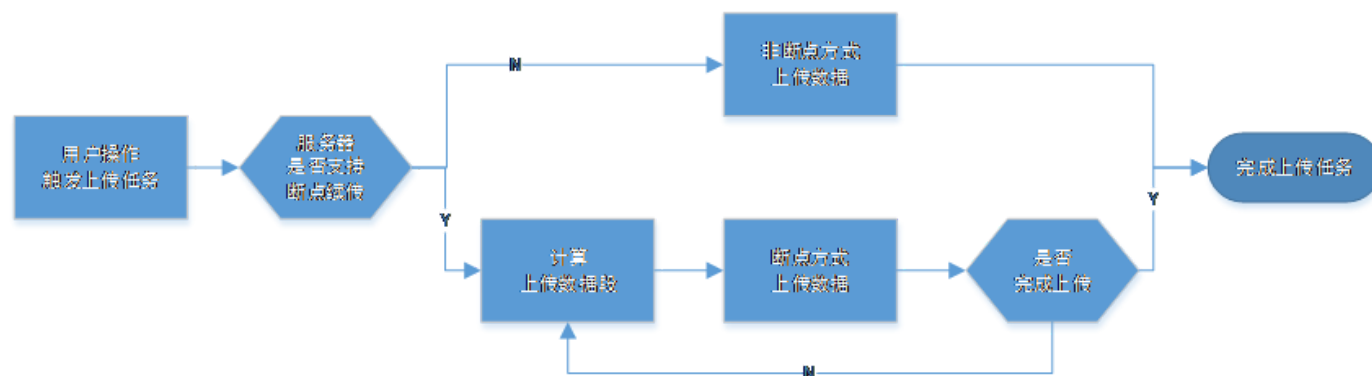 用户操作
触发上传任务
服务器
是否支持
断点续传
N
非断点方式
上传数据
Y
计算
上传数据段
断点方式
上传数据
是否
完成上传
N
Y
完成上传任务